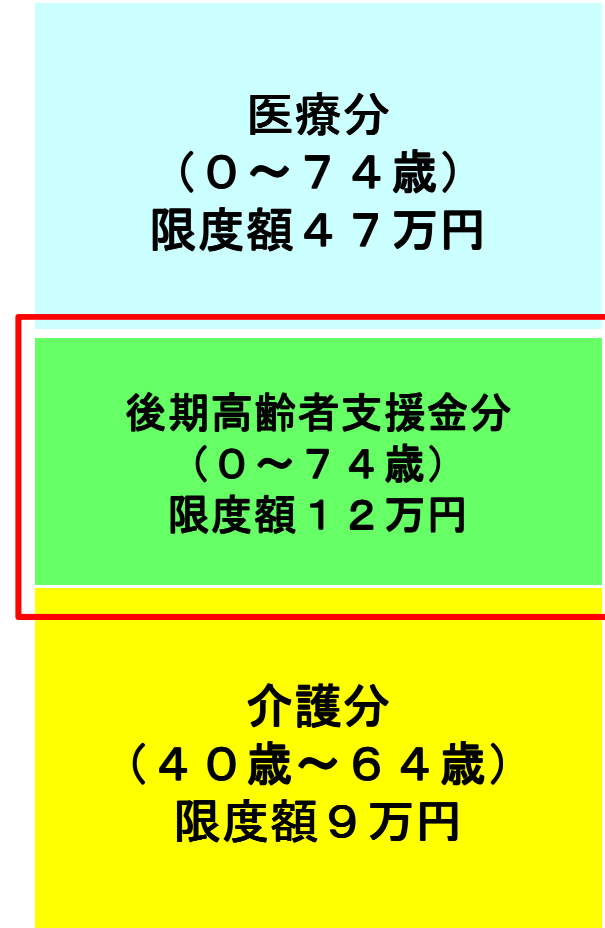 医療分
（０～７４歳）
限度額４７万円
後期高齢者支援金分
（０～７４歳）
限度額１２万円
介護分
（４０歳～６４歳）
限度額９万円